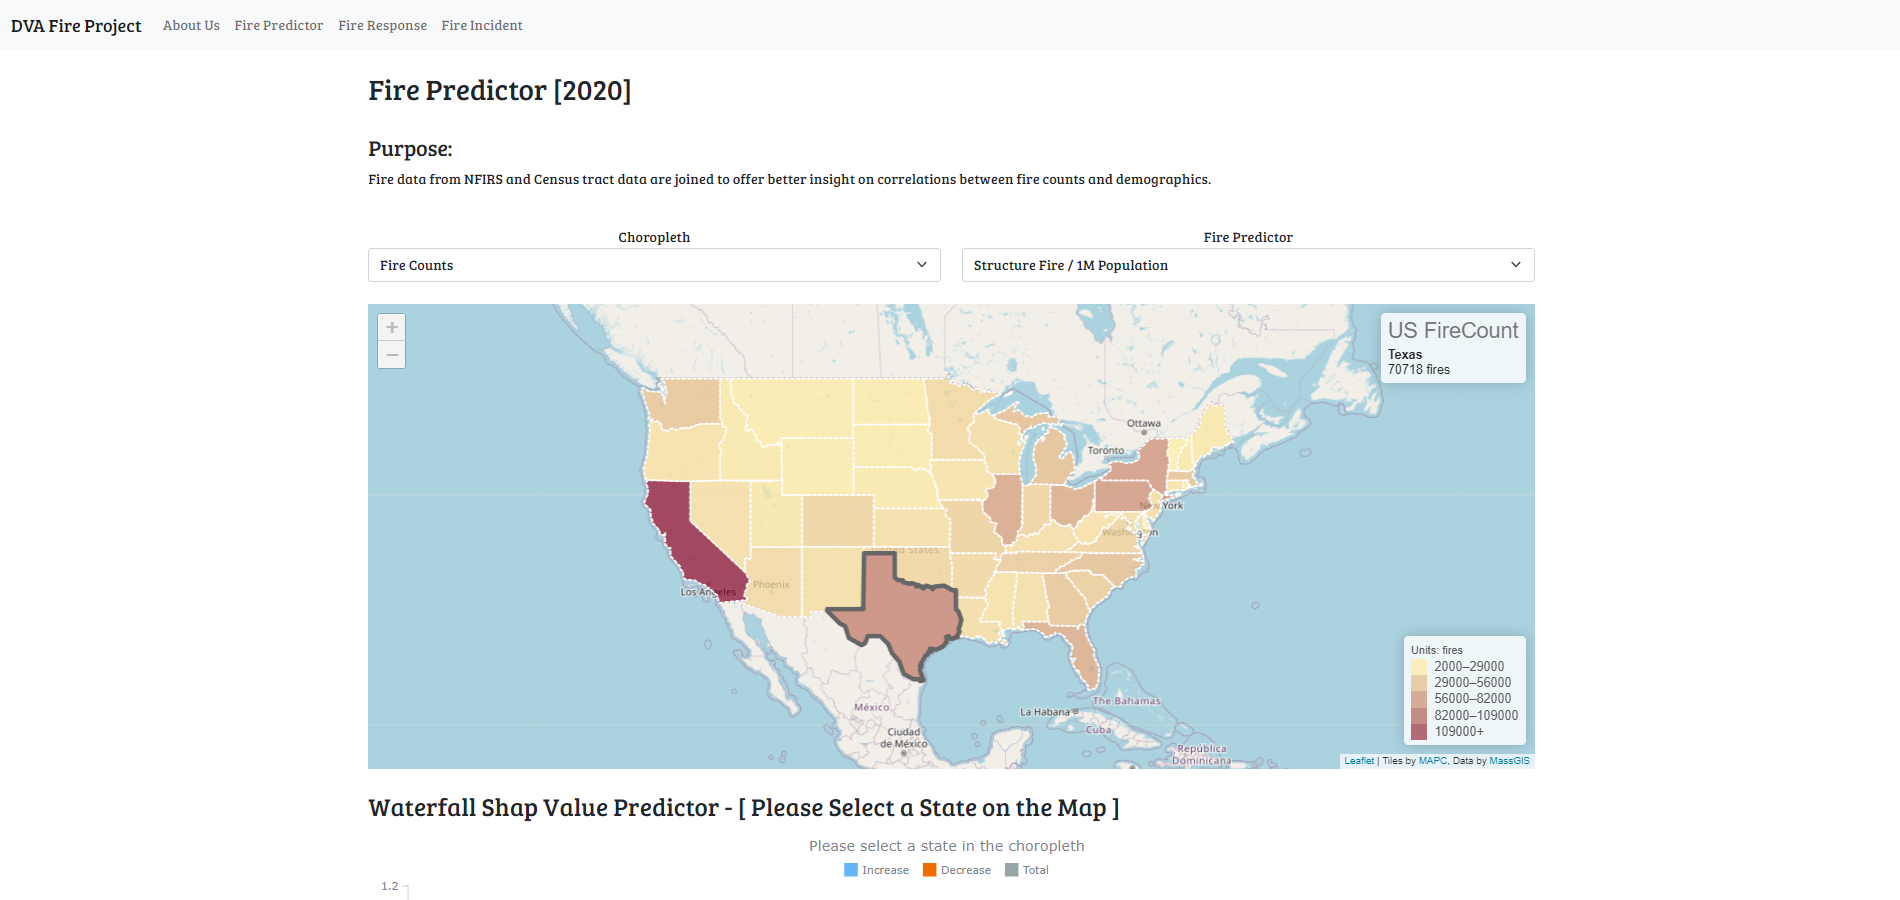 DVA Fire Project About Us Fire Predictor Fire Response Fire Incident
Fire Predictor [2020]
Purpose:
Fire data from NFIRS and Census tract data are joined to offer better insight on correlations between fire counts and demographics.
Choropleth
Fire Counts
Fire Predictor
Structure Fire / 1M Population
+
−
US FireCount
Texas
70718 fires
Ottawa
Toronto
New York
United States
Phoenix
Los Angeles
México
Ciudad
de México
La Habana
The Bahamas
Cuba
República
Dominicana
Units: fires
2000–29000
29000–56000
56000–82000
82000–109000
109000+
Leaflet | Tiles by MAPC, Data by MassGIS
Waterfall Shap Value Predictor - [ Please Select a State on the Map ]
Please select a state in the choropleth
Increase Decrease Total
1.2